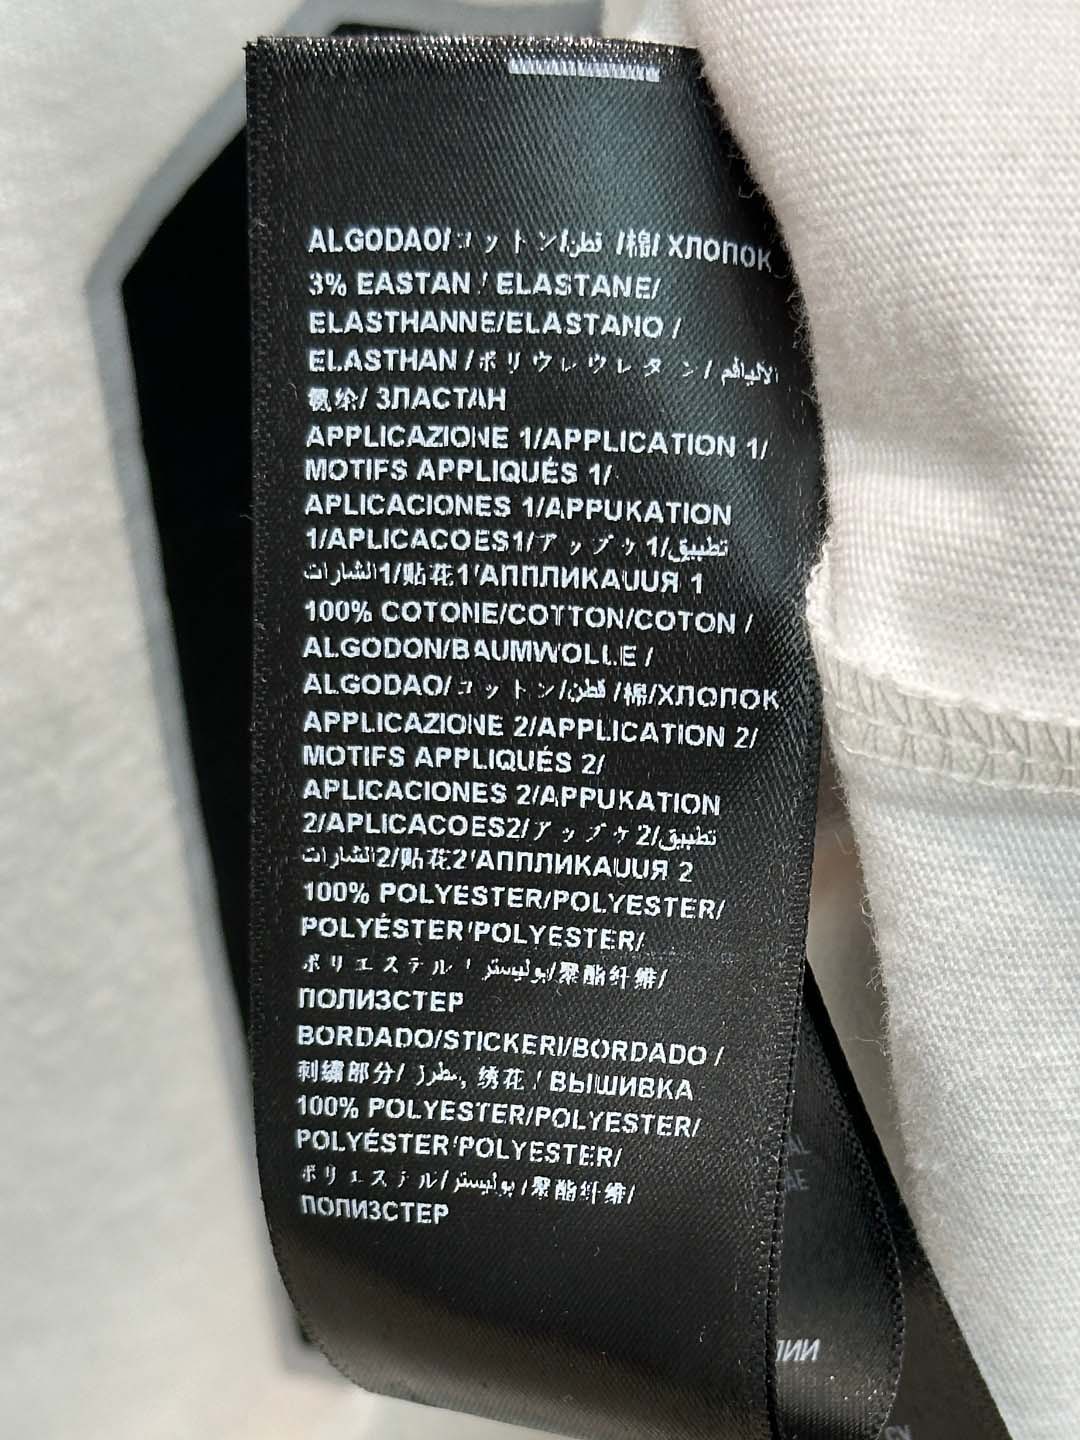 ALGODAO/コットン/قطن /棉/ ХЛОПОК
3% EASTAN / ELASTANE/
ELASTHANNE/ELASTANO /
ELASTHAN /ポリウレウレタン/ الالياقم
氨纶/ ЗЛАСТАН
APPLICAZIONE 1/APPLICATION 1/
MOTIFS APPLIQUÉS 1/
APLICACIONES 1/APPUKATION
1/APLICACOES1/アップケ1/تطبيق
الشارات1/贴花1'АППЛИКАUUЯ 1
100% COTONE/COTTON/COTON /
ALGODON/BAUMWOLLE /
ALGODAO/コットン/قطن /棉/ХЛОПОК
APPLICAZIONE 2/APPLICATION 2/
MOTIFS APPLIQUÉS 2/
APLICACIONES 2/APPUKATION
2/APLICACOES2/アップケ2/تطبيق
الشارات2/贴花2'АППЛИКАUUЯ 2
100% POLYESTER/POLYESTER/
POLYÉSTER'POLYESTER/
ポリエステル' بوليستر/聚酯纤维/
ПОЛИЗСТЕР
BORDADO/STICKERI/BORDADO /
刺繍部分/ مطرز, 绣花 / ВЫШИВКА
100% POLYESTER/POLYESTER/
POLYÉSTER'POLYESTER/
ポリエステル/بوليستر /聚酯纤维/
ПОЛИЗСТЕР